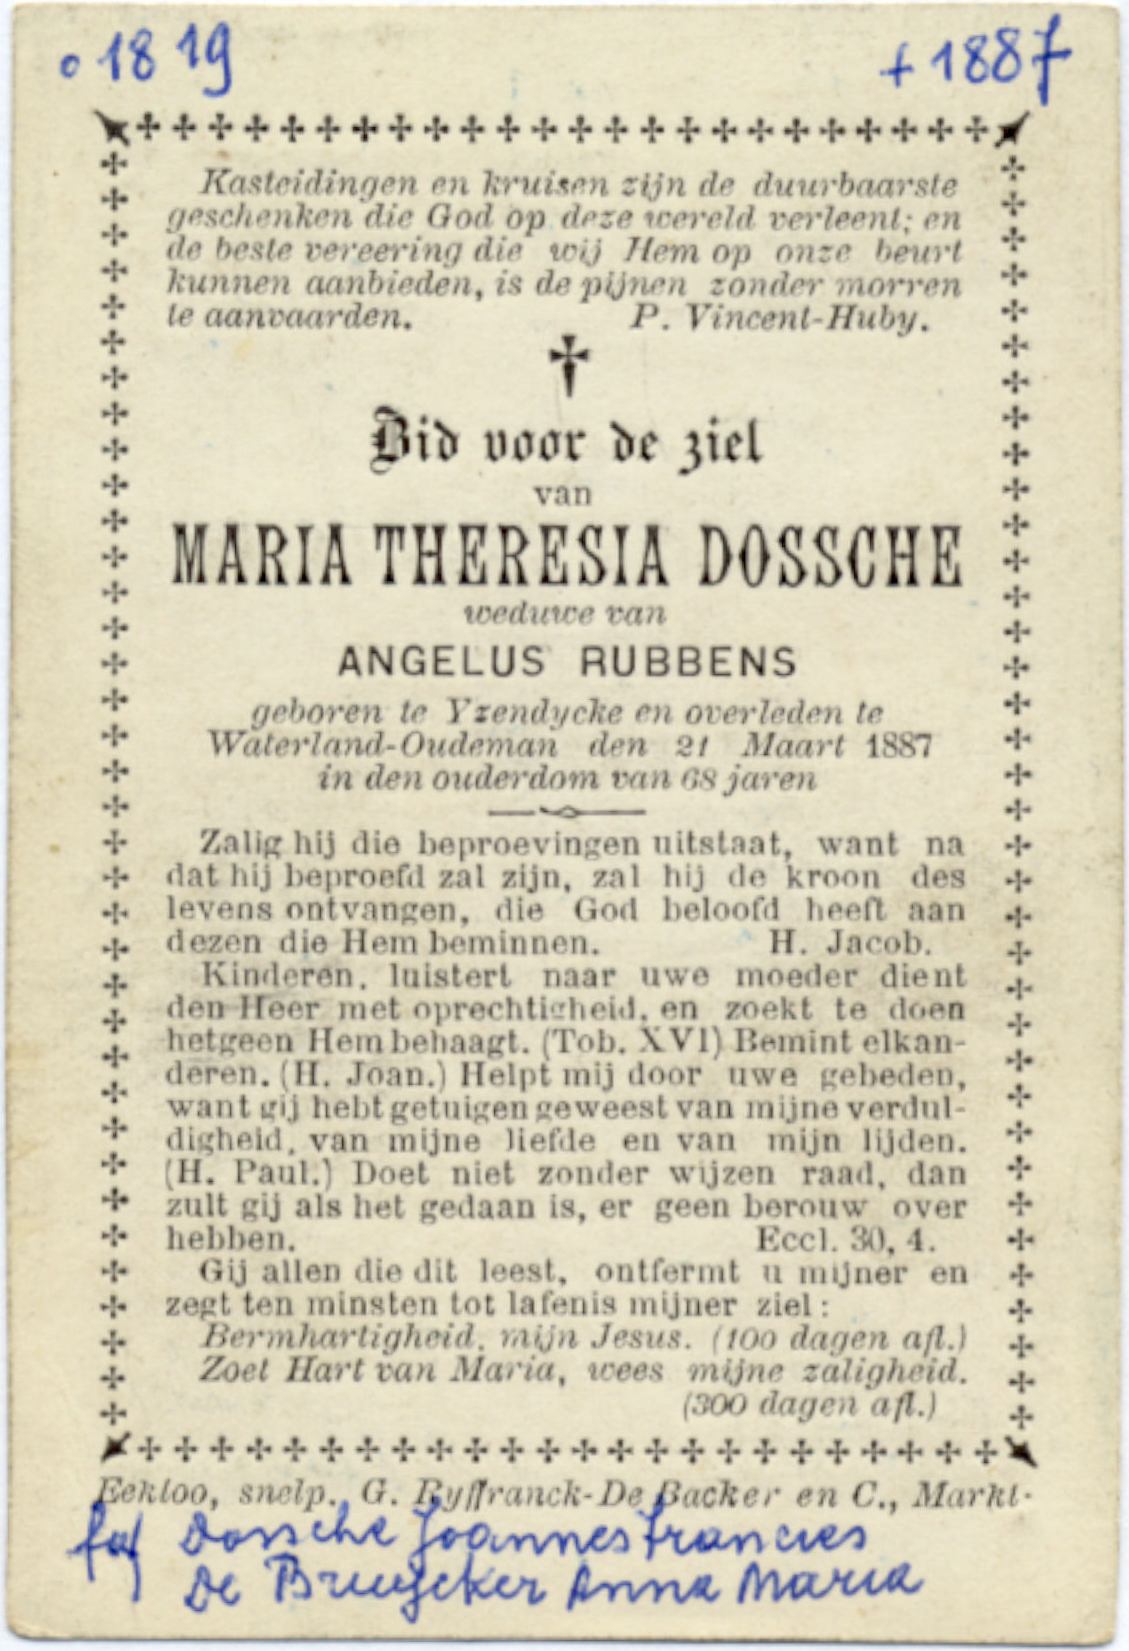 ° 1819 + 1887
Kasteidingen en kruisen zijn de duurbaarste
geschenken die God op deze wereld verleent; en
de beste vereering die wij Hem op onze beurt
kunnen aanbieden, is de pijnen zonder morren
te aanvaarden. P. Vincent-Huby.
†
Bid voor de ziel
van
MARIA THERESIA DOSSCHE
weduwe van
ANGELUS RUBBENS
geboren te Yzendycke en overleden te
Waterland-Oudeman den 21 Maart 1887
in den ouderdom van 68 jaren
Zalig hij die beproevingen uitstaat, want na
dat hij beproefd zal zijn, zal hij de kroon des
levens ontvangen, die God beloofd heeft aan
dezen die Hem beminnen. H. Jacob.
Kinderen, luistert naar uwe moeder dient
den Heer met oprechtigheid, en zoekt te doen
hetgeen Hem behaagt. (Tob. XVI) Bemint elkan-
deren. (H. Joan.) Helpt mij door uwe gebeden,
want gij hebt getuigen geweest van mijne verdul-
digheid, van mijne liefde en van mijn lijden.
(H. Paul.) Doet niet zonder wijzen raad, dan
zult gij als het gedaan is, er geen berouw over
hebben. Eccl. 30, 4.
Gij allen die dit leest, ontfermt u mijner en
zegt ten minsten tot lafenis mijner ziel:
Bermhartigheid, mijn Jesus. (100 dagen afl.)
Zoet Hart van Maria, wees mijne zaligheid.
(300 dagen afl.)
Eekloo, snelp. G. Ryffranck-De Backer en C., Markt.
Dossche Joannes Francies
De Bruycker Anna Maria